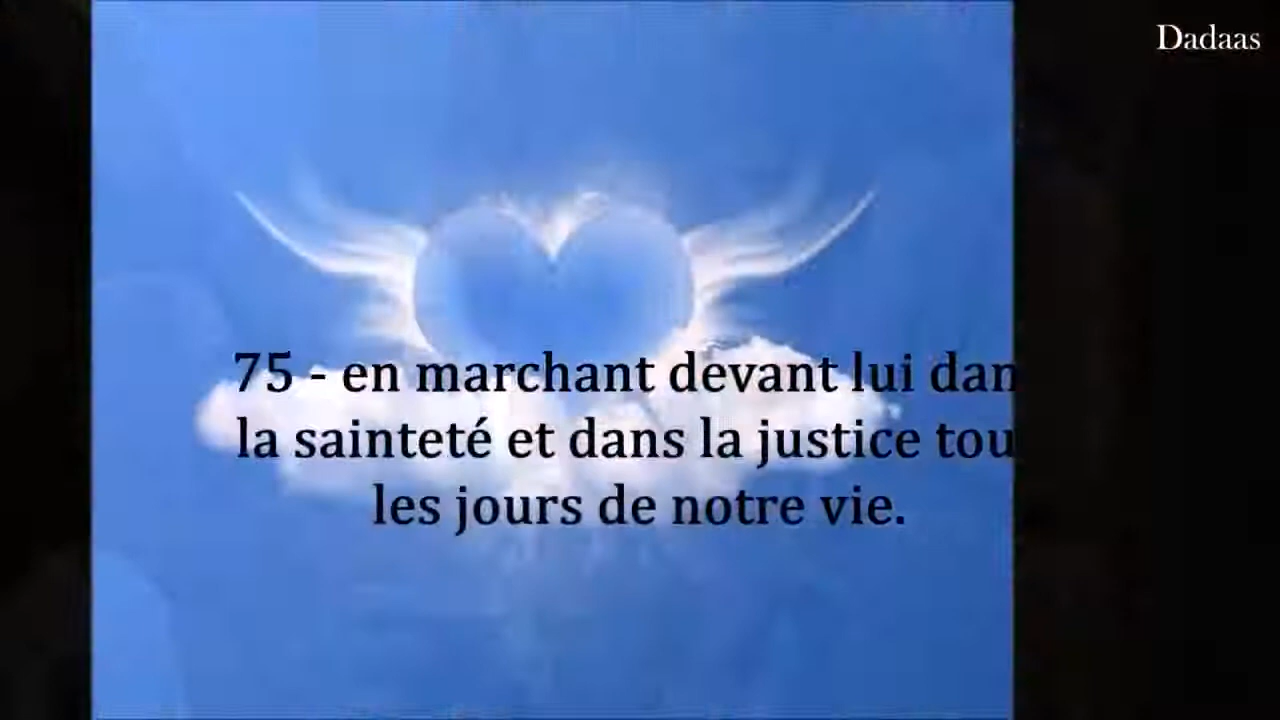 Dadaas
75 - en marchant devant lui dan
la sainteté et dans la justice tou
les jours de notre vie.